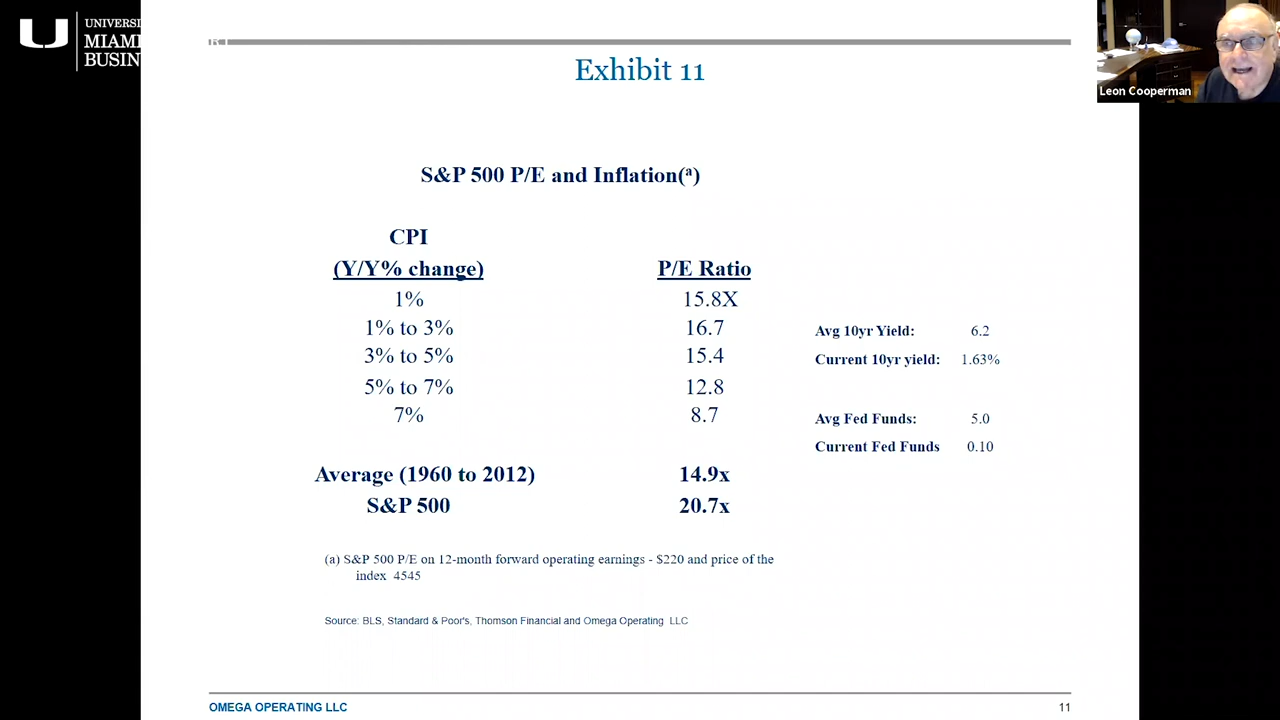 U
UNIVERSI
MIAMI
BUSIN
Leon Cooperman
Exhibit 11
S&P 500 P/E and Inflation(a)
CPI
(Y/Y% change) P/E Ratio
1% 15.8X
1% to 3% 16.7
3% to 5% 15.4
5% to 7% 12.8
7% 8.7
Avg 10yr Yield: 6.2
Current 10yr yield: 1.63%
Avg Fed Funds: 5.0
Current Fed Funds 0.10
Average (1960 to 2012) 14.9x
S&P 500 20.7x
(a) S&P 500 P/E on 12-month forward operating earnings - $220 and price of the
index 4545
Source: BLS, Standard & Poor's, Thomson Financial and Omega Operating LLC
OMEGA OPERATING LLC 11